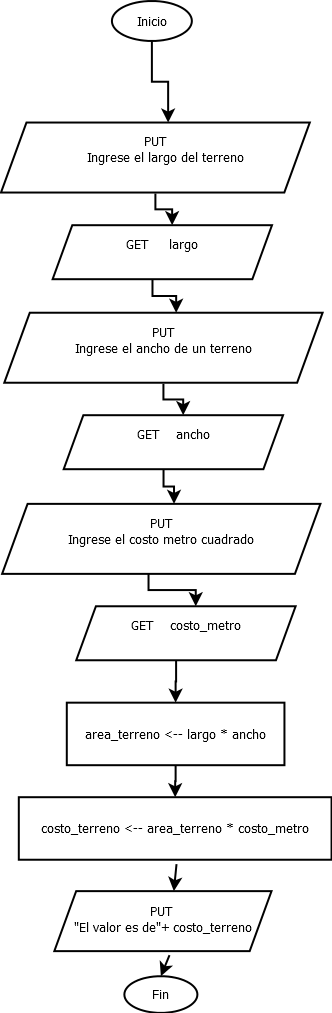 Inicio
PUT
Ingrese el largo del terreno
GET largo
PUT
Ingrese el ancho de un terreno
GET ancho
PUT
Ingrese el costo metro cuadrado
GET costo_metro
area_terreno <-- largo * ancho
costo_terreno <-- area_terreno * costo_metro
PUT
"El valor es de"+ costo_terreno
Fin